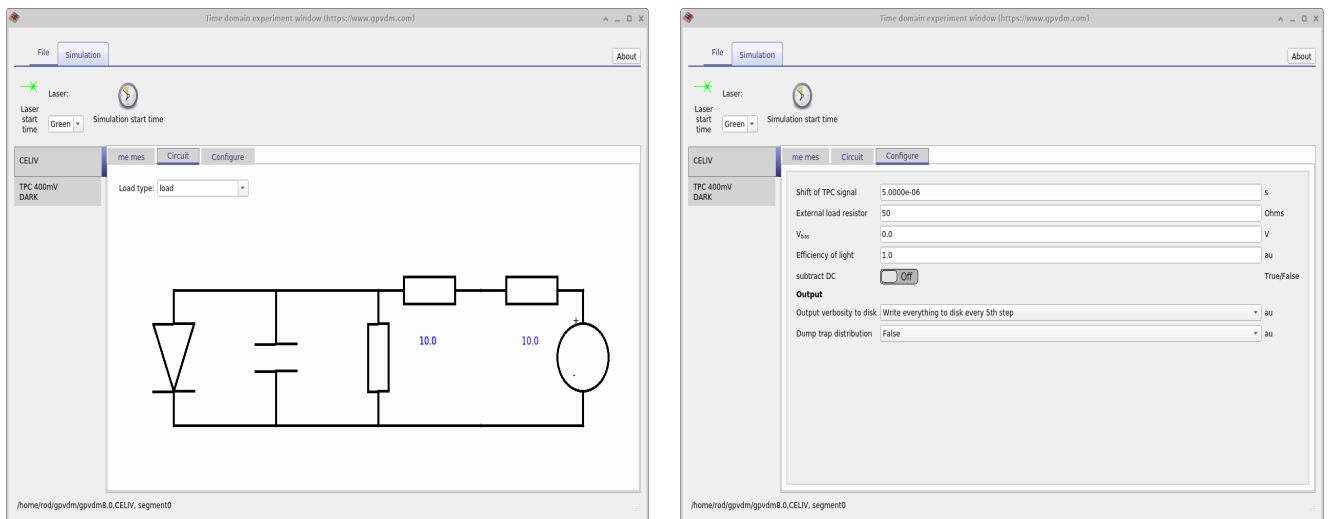 Time domain experiment window (https://www.gpvdm.com)
File Simulation About
Laser:
Laser start time
Green
Simulation start time
CELIV
TPC 400mV
DARK
me mes Circuit Configure
Load type: load
10.0 10.0
+
-
/home/rod/gpvdm/gpvdm8.0,CELIV, segment0
Time domain experiment window (https://www.gpvdm.com)
File Simulation About
Laser:
Laser start time
Green
Simulation start time
CELIV
TPC 400mV
DARK
me mes Circuit Configure
Shift of TPC signal 5.0000e-06 s
External load resistor 50 Ohms
Vbias 0.0 V
Efficiency of light 1.0 au
subtract DC Off True/False
Output
Output verbosity to disk Write everything to disk every 5th step au
Dump trap distribution False au
/home/rod/gpvdm/gpvdm8.0,CELIV, segment0